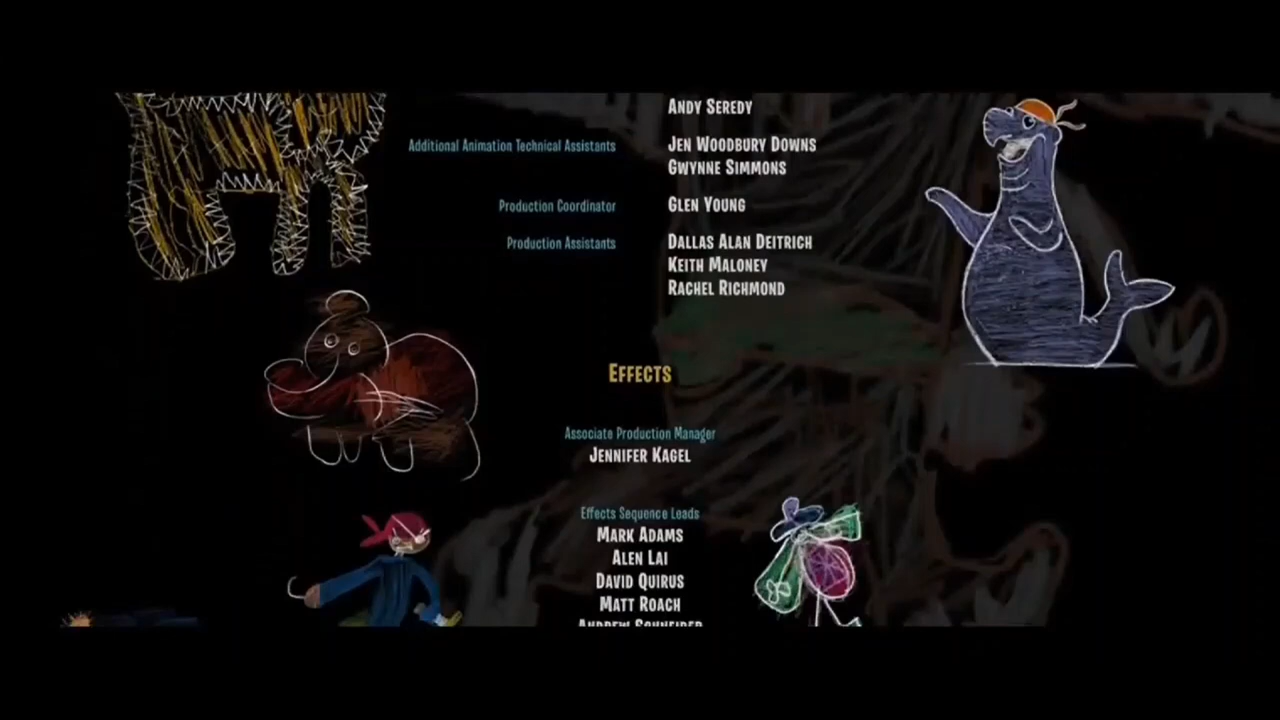 Andy Seredy
Additional Animation Technical Assistants Jen Woodbury Downs
Gwynne Simmons
Production Coordinator Glen Young
Production Assistants Dallas Alan Deitrich
Keith Maloney
Rachel Richmond
Effects
Associate Production Manager
Jennifer Kagel
Effects Sequence Leads
Mark Adams
Alen Lai
David Quirus
Matt Roach
Andrew Schneider